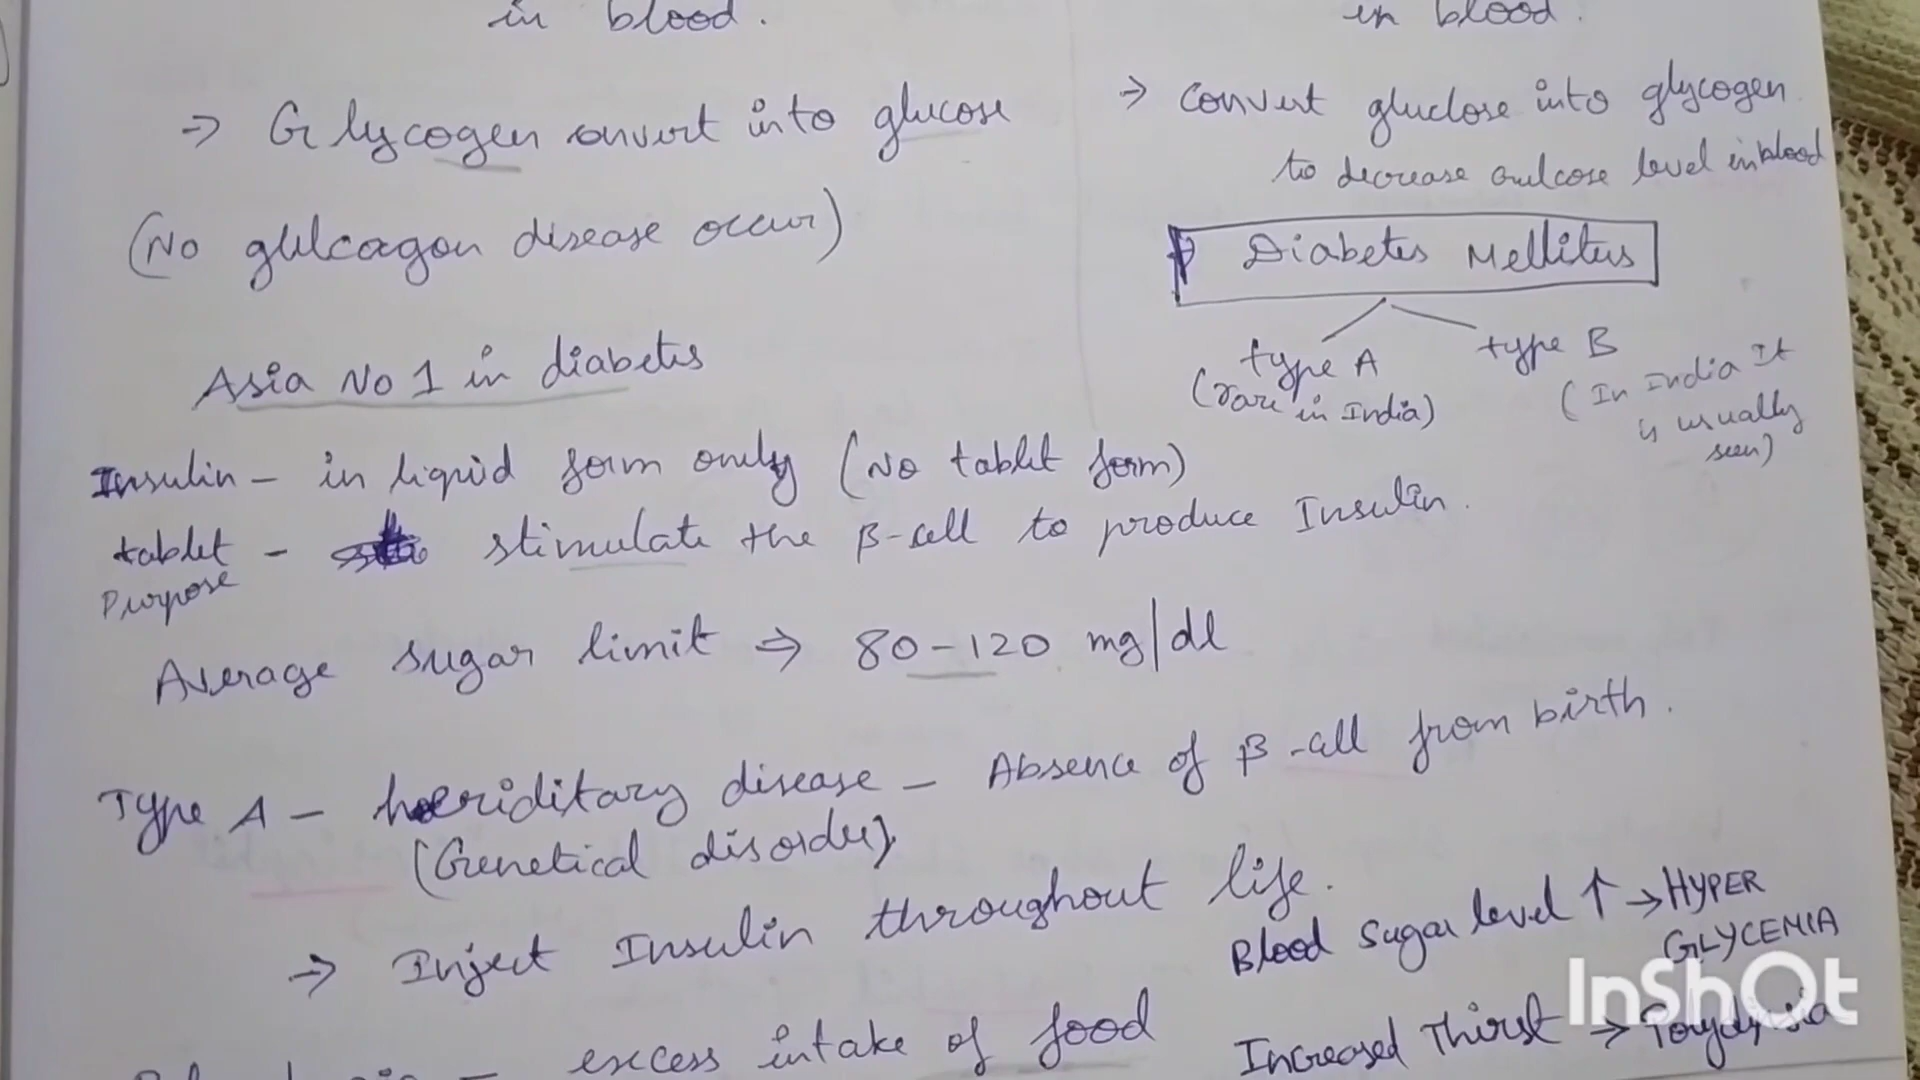 in blood.
in blood.
→ Glycogen convert into glucose
(No glulcagon disease occur)
→ Convert gluclose into glycogen
to decrease gulcose level in blood
Diabetes Mellitus
type A
(rare in India)
type B
(In India It
is usually
seen)
Asia No 1 in diabetes
Insulin - in liquid form only (No tablet form)
tablet - stimulate the β-cell to produce Insulin.
Purpose
Average sugar limit ⇒ 80-120 mg/dl
Type A - heriditary disease - Absence of β-cell from birth.
(Genetical disorder)
→ Inject Insulin throughout life.
Blood Sugar level ↑ → HYPER
GLYCEMIA
Increased Thirst → Polydypsia
- excess intake of food
InShOt